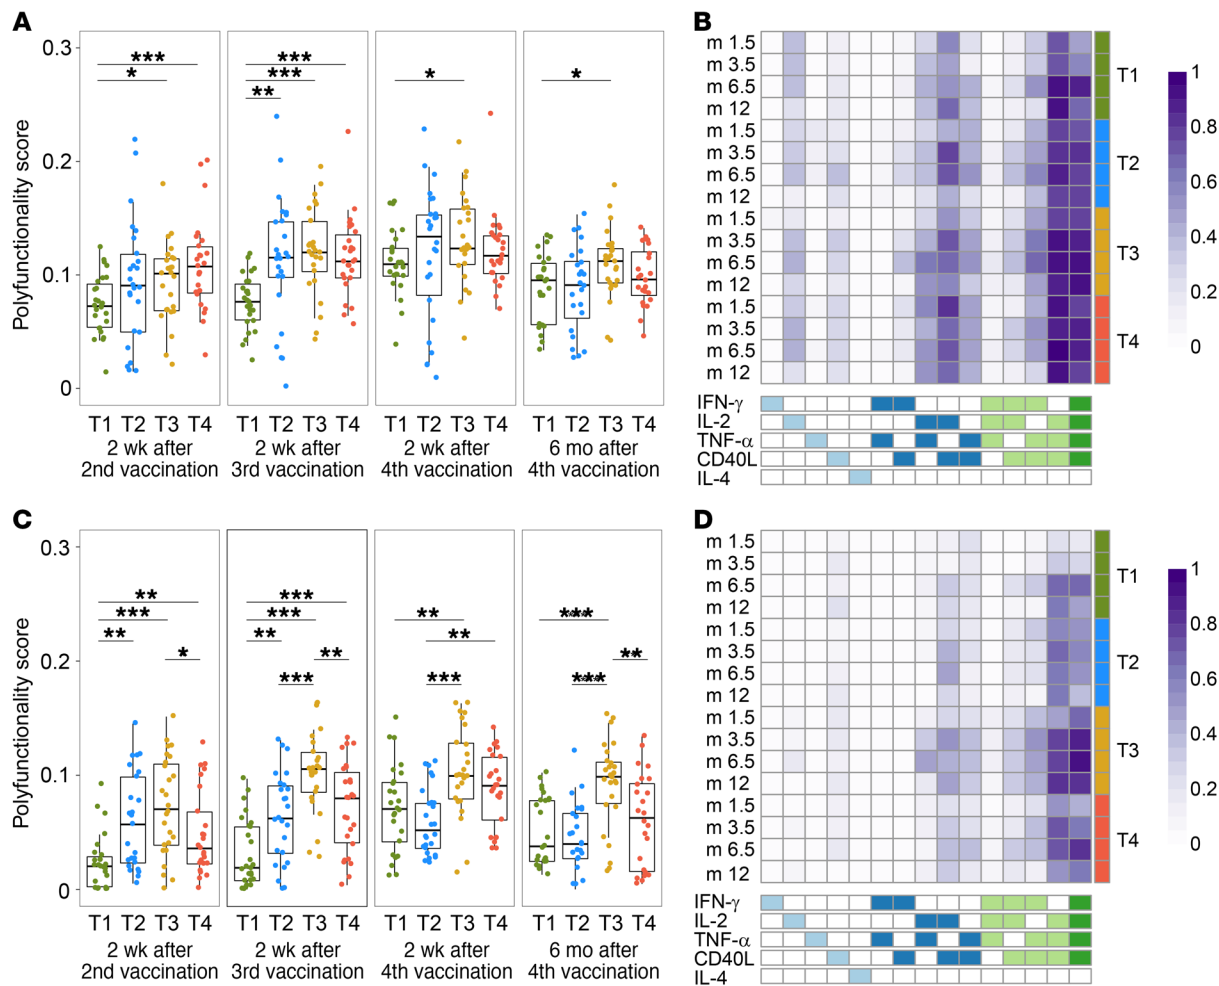 A
Polyfunctionality score
0.3
0.2
0.1
0
*** * 
*** *** **
*
*
T1 T2 T3 T4
2 wk after
2nd vaccination
T1 T2 T3 T4
2 wk after
3rd vaccination
T1 T2 T3 T4
2 wk after
4th vaccination
T1 T2 T3 T4
6 mo after
4th vaccination
B
m 1.5
m 3.5
m 6.5
m 12
m 1.5
m 3.5
m 6.5
m 12
m 1.5
m 3.5
m 6.5
m 12
m 1.5
m 3.5
m 6.5
m 12
T1
T2
T3
T4
1
0.8
0.6
0.4
0.2
0
IFN-γ
IL-2
TNF-α
CD40L
IL-4
C
Polyfunctionality score
0.3
0.2
0.1
0
** *** ** *
*** *** ** ** ***
** ** ***
*** ** ***
T1 T2 T3 T4
2 wk after
2nd vaccination
T1 T2 T3 T4
2 wk after
3rd vaccination
T1 T2 T3 T4
2 wk after
4th vaccination
T1 T2 T3 T4
6 mo after
4th vaccination
D
m 1.5
m 3.5
m 6.5
m 12
m 1.5
m 3.5
m 6.5
m 12
m 1.5
m 3.5
m 6.5
m 12
m 1.5
m 3.5
m 6.5
m 12
T1
T2
T3
T4
1
0.8
0.6
0.4
0.2
0
IFN-γ
IL-2
TNF-α
CD40L
IL-4